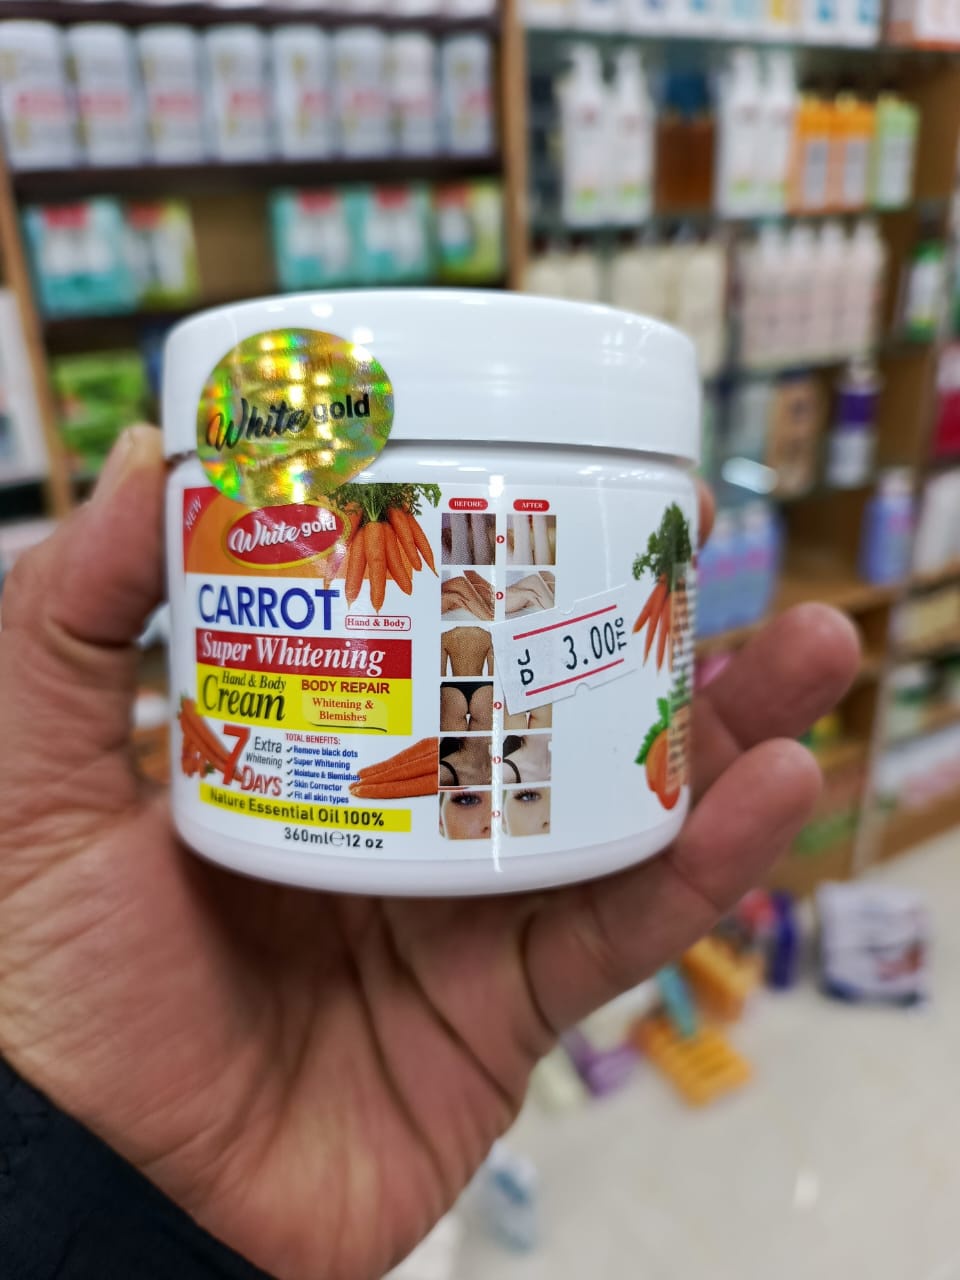 White gold
NEW
White gold
CARROT
Hand & Body
Super Whitening
Hand & Body
Cream
BODY REPAIR
Whitening &
Blemishes
7 DAYS
Extra
Whitening
TOTAL BENEFITS:
✓Remove black dots
✓Super Whitening
✓Moisture & Blemishes
✓Skin Corrector
✓Fit all skin types
Nature Essential Oil 100%
360ml℮12 oz
BEFORE
AFTER
DJ 3.00 TTC